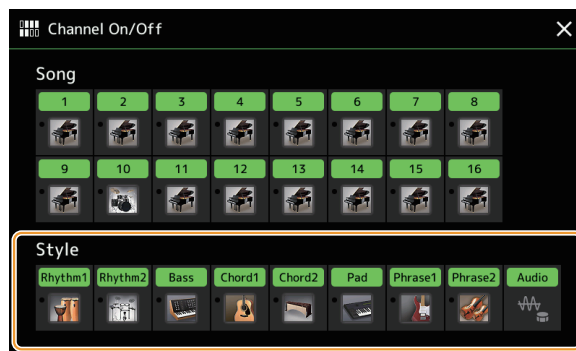 Channel On/Off
Song
1 2 3 4 5 6 7 8
9 10 11 12 13 14 15 16
Style
Rhythm1 Rhythm2 Bass Chord1 Chord2 Pad Phrase1 Phrase2 Audio